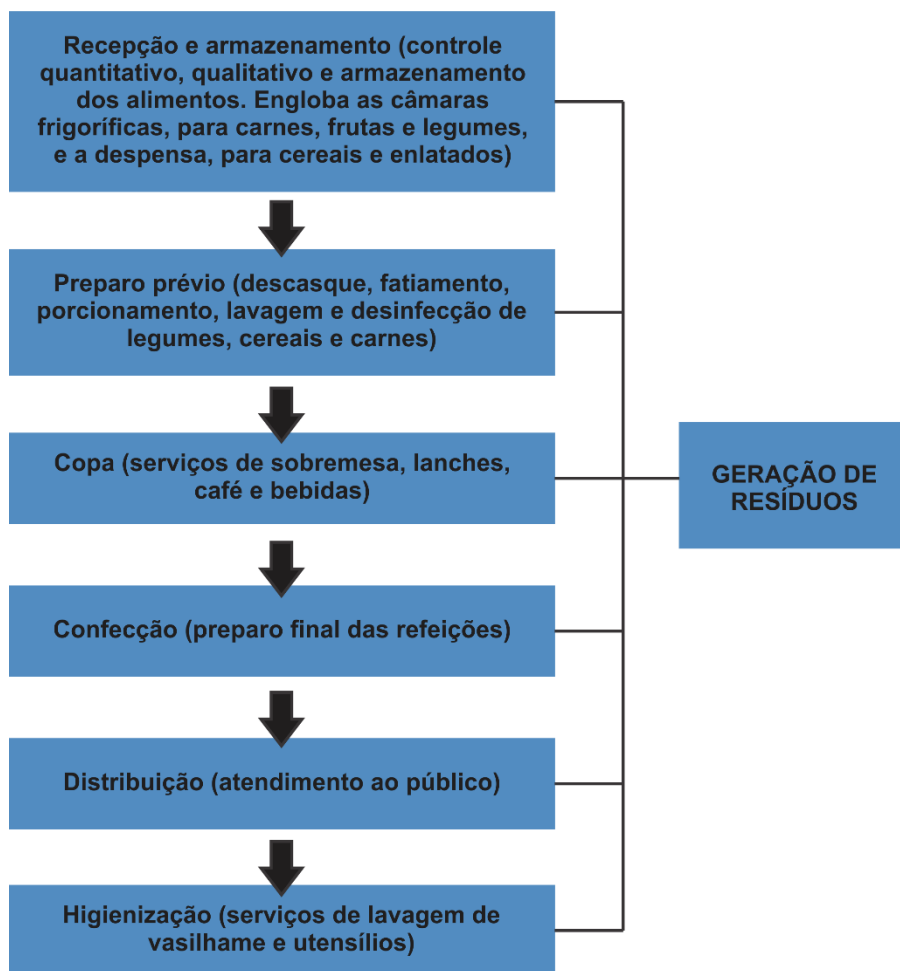 Recepção e armazenamento (controle
quantitativo, qualitativo e armazenamento
dos alimentos. Engloba as câmaras
frigoríficas, para carnes, frutas e legumes,
e a despensa, para cereais e enlatados)
Preparo prévio (descasque, fatiamento,
porcionamento, lavagem e desinfecção de
legumes, cereais e carnes)
Copa (serviços de sobremesa, lanches,
café e bebidas)
GERAÇÃO DE
RESÍDUOS
Confecção (preparo final das refeições)
Distribuição (atendimento ao público)
Higienização (serviços de lavagem de
vasilhame e utensílios)